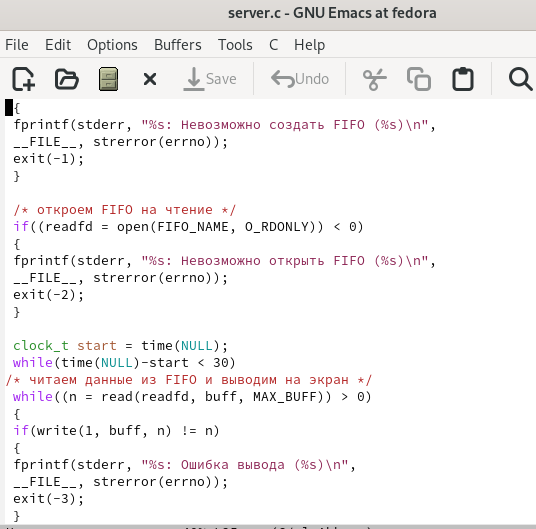 server.c - GNU Emacs at fedora
File Edit Options Buffers Tools C Help
Save Undo
{
fprintf(stderr, "%s: Невозможно создать FIFO (%s)\n",
__FILE__, strerror(errno));
exit(-1);
}
/* откроем FIFO на чтение */
if((readfd = open(FIFO_NAME, O_RDONLY)) < 0)
{
fprintf(stderr, "%s: Невозможно открыть FIFO (%s)\n",
__FILE__, strerror(errno));
exit(-2);
}
clock_t start = time(NULL);
while(time(NULL)-start < 30)
/* читаем данные из FIFO и выводим на экран */
while((n = read(readfd, buff, MAX_BUFF)) > 0)
{
if(write(1, buff, n) != n)
{
fprintf(stderr, "%s: Ошибка вывода (%s)\n",
__FILE__, strerror(errno));
exit(-3);
}